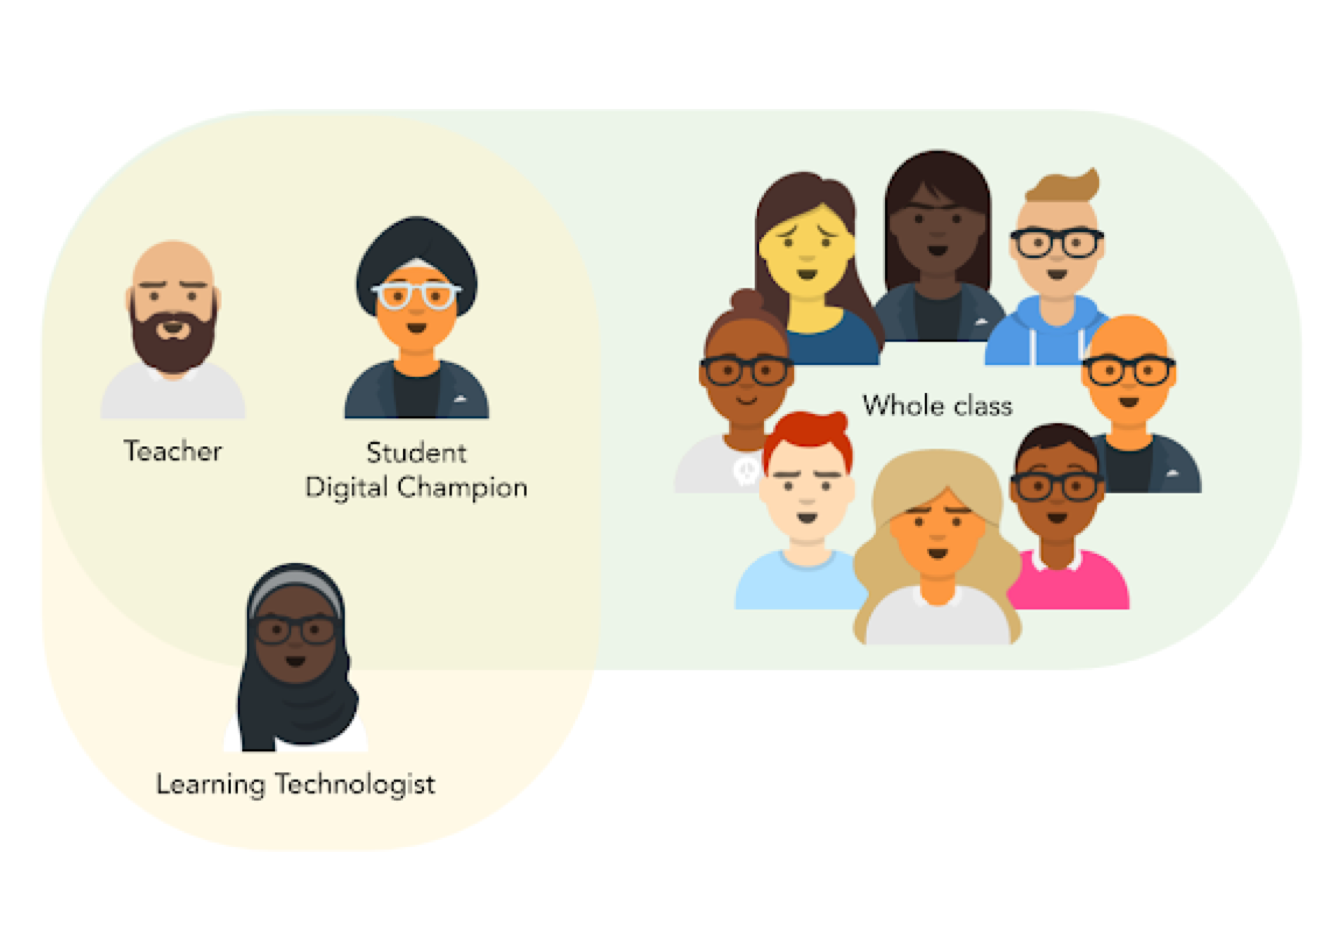 Whole class
Teacher
Student
Digital Champion
Learning Technologist